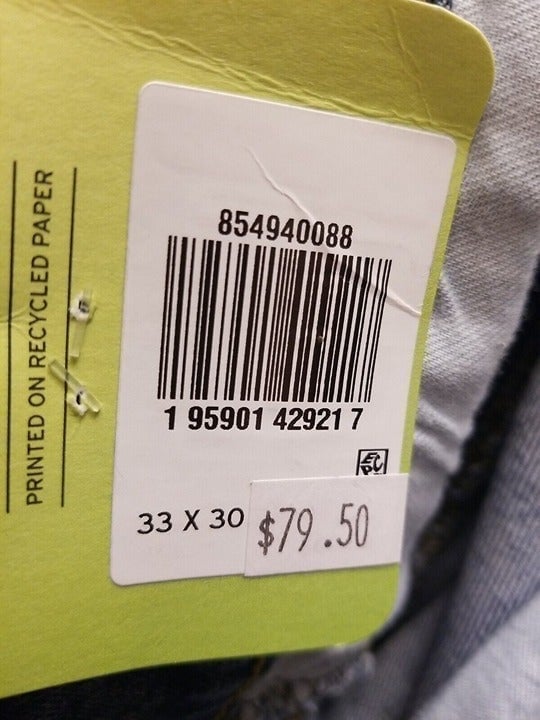 PRINTED ON RECYCLED PAPER
854940088
1 95901 42921 7
33 X 30
$79.50